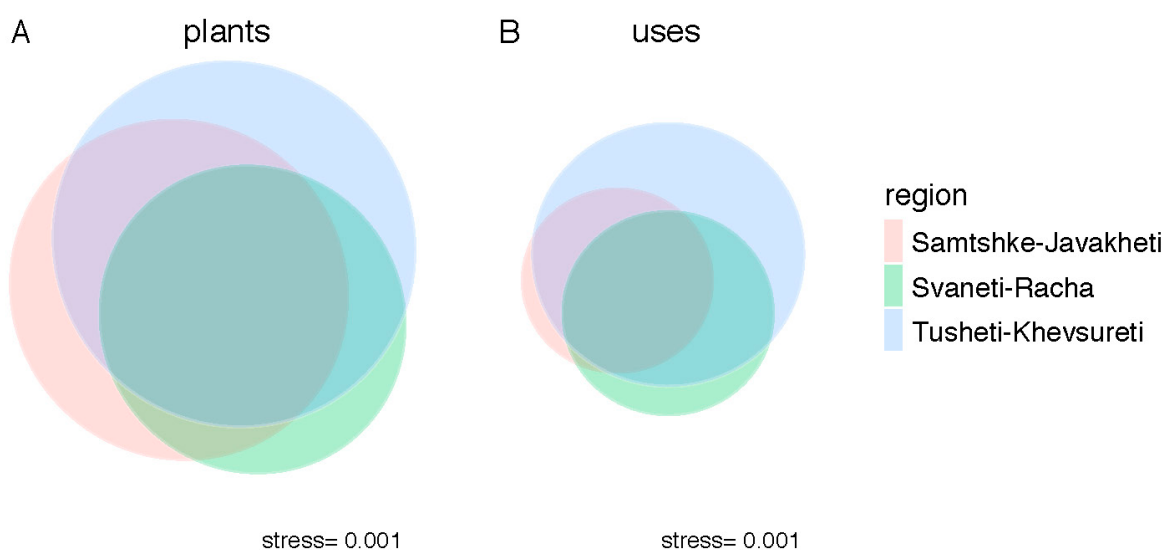 A
plants
B
uses
region
Samtshke-Javakheti
Svaneti-Racha
Tusheti-Khevsureti
stress= 0.001
stress= 0.001